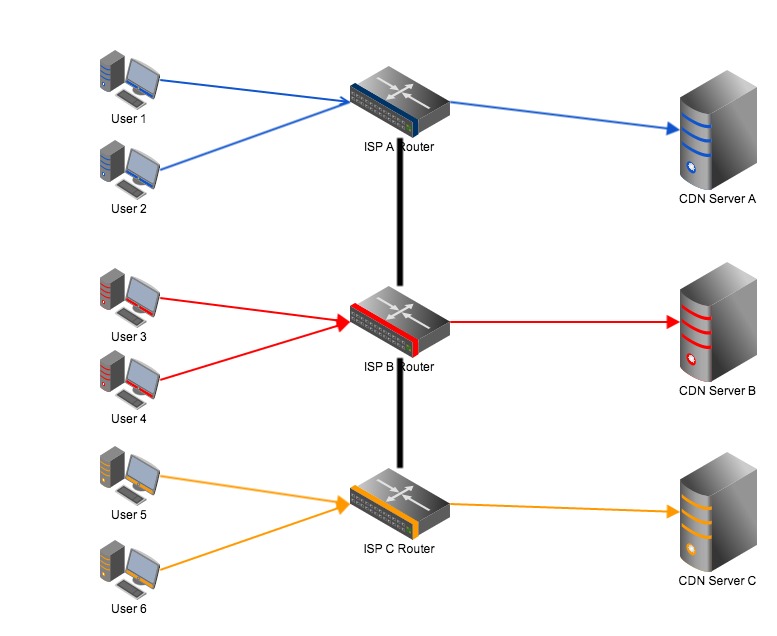 User 1
User 2
ISP A Router
CDN Server A
User 3
User 4
ISP B Router
CDN Server B
User 5
User 6
ISP C Router
CDN Server C